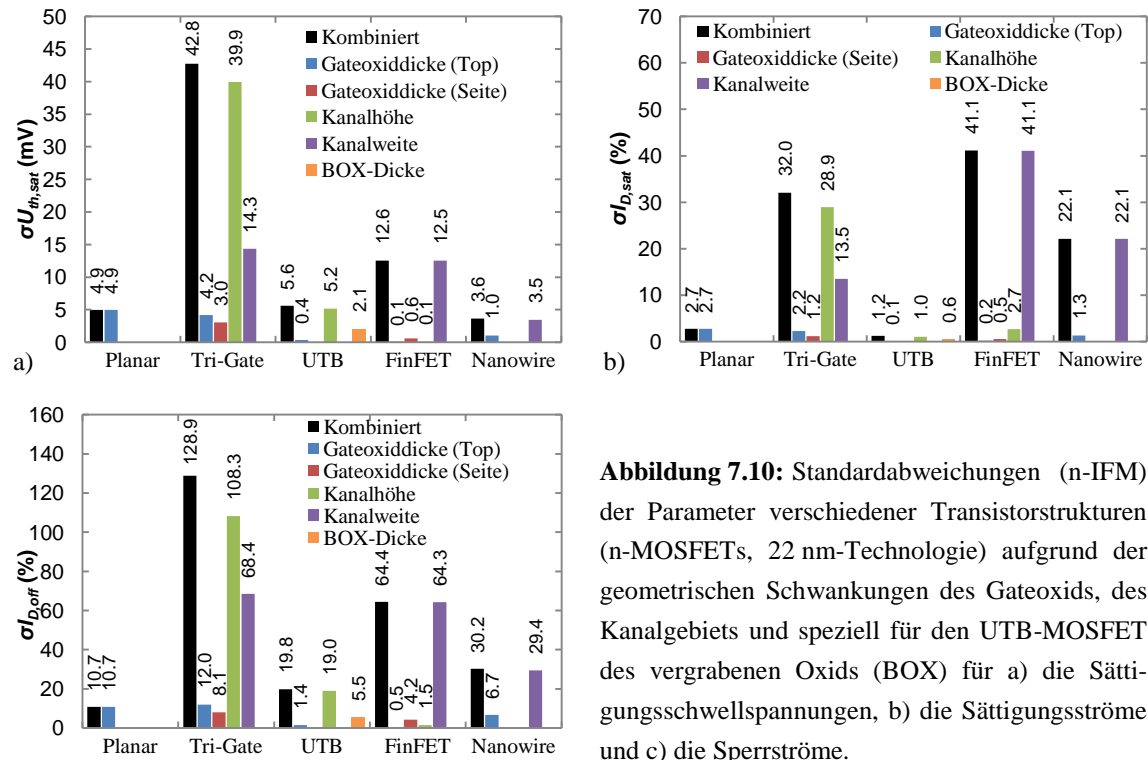 50
45
40
35
30
25
20
15
10
5
0
σU_th,sat (mV)
Kombiniert
Gateoxiddicke (Top)
Gateoxiddicke (Seite)
Kanalhöhe
Kanalweite
BOX-Dicke
4.9
4.9
42.8
4.2
3.0
39.9
14.3
5.6
0.4
5.2
2.1
12.6
0.1
0.6
0.1
12.5
3.6
1.0
3.5
Planar
Tri-Gate
UTB
FinFET
Nanowire
a)
70
60
50
40
30
20
10
0
σI_D,sat (%)
Kombiniert
Gateoxiddicke (Top)
Gateoxiddicke (Seite)
Kanalhöhe
Kanalweite
BOX-Dicke
2.7
2.7
32.0
2.2
1.2
28.9
13.5
1.2
0.1
1.0
0.6
41.1
0.2
0.5
2.7
41.1
22.1
1.3
22.1
Planar
Tri-Gate
UTB
FinFET
Nanowire
b)
160
140
120
100
80
60
40
20
0
σI_D,off (%)
Kombiniert
Gateoxiddicke (Top)
Gateoxiddicke (Seite)
Kanalhöhe
Kanalweite
BOX-Dicke
10.7
10.7
128.9
12.0
8.1
108.3
68.4
19.8
1.4
19.0
5.5
64.4
0.5
4.2
1.5
64.3
30.2
6.7
29.4
Planar
Tri-Gate
UTB
FinFET
Nanowire
Abbildung 7.10: Standardabweichungen (n-IFM)
der Parameter verschiedener Transistorstrukturen
(n-MOSFETs, 22 nm-Technologie) aufgrund der
geometrischen Schwankungen des Gateoxids, des
Kanalgebiets und speziell für den UTB-MOSFET
des vergrabenen Oxids (BOX) für a) die Sätti-
gungsschwellspannungen, b) die Sättigungsströme
und c) die Sperrströme.